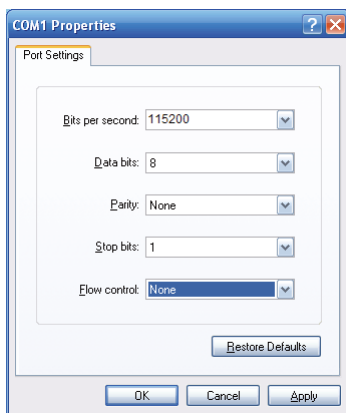 COM1 Properties
Port Settings
Bits per second: 115200
Data bits: 8
Parity: None
Stop bits: 1
Flow control: None
Restore Defaults
OK Cancel Apply